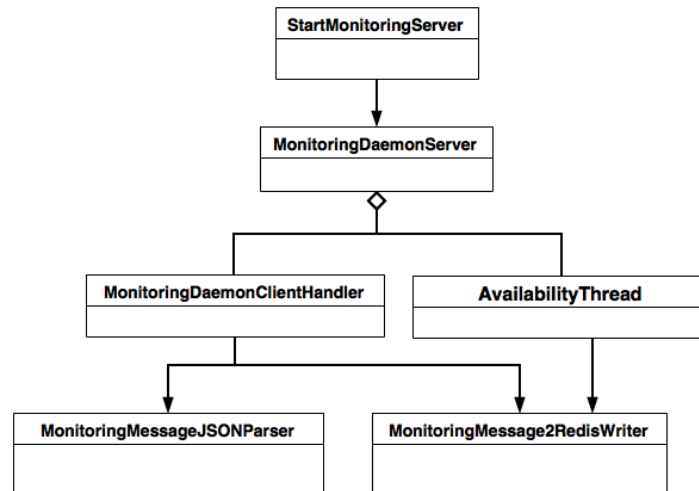 StartMonitoringServer
MonitoringDaemonServer
MonitoringDaemonClientHandler
AvailabilityThread
MonitoringMessageJSONParser
MonitoringMessage2RedisWriter